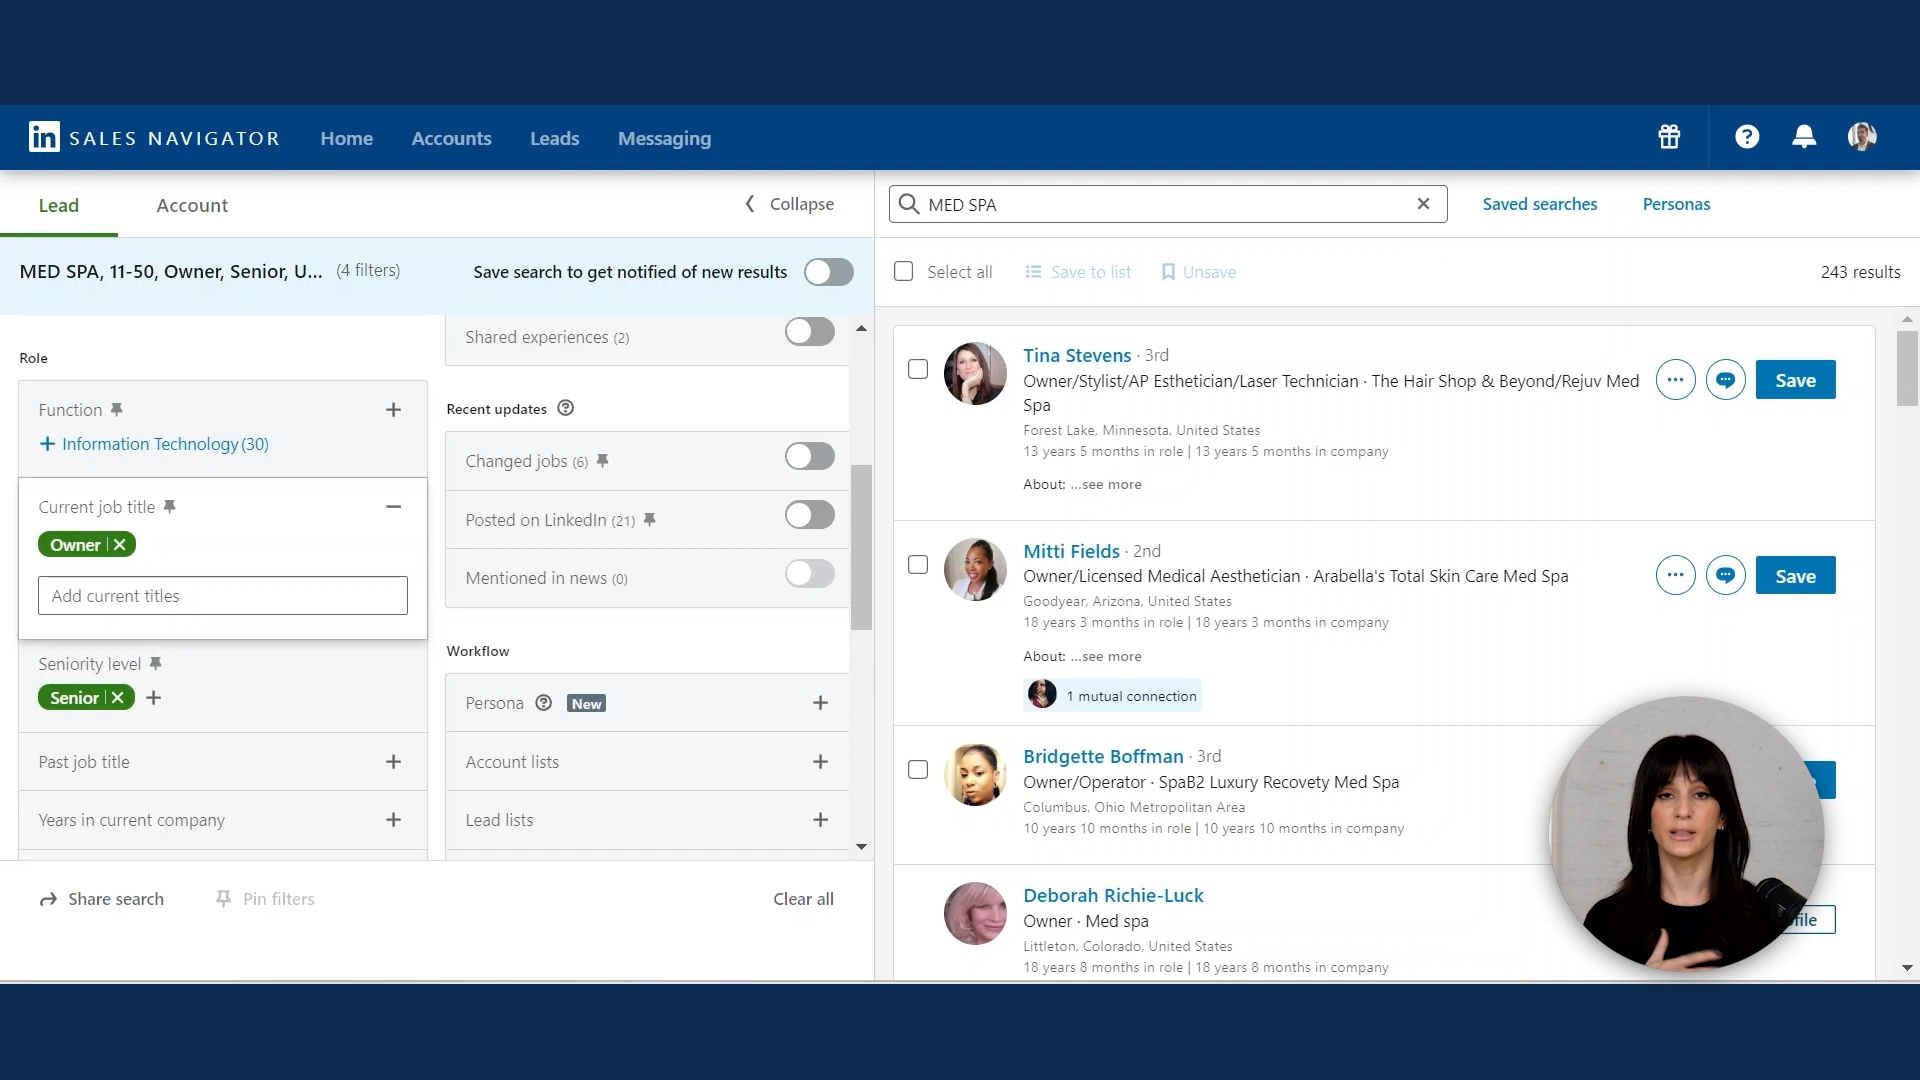 in SALES NAVIGATOR
Home
Accounts
Leads
Messaging
Lead
Account
Collapse
MED SPA, 11-50, Owner, Senior, U... (4 filters)
Save search to get notified of new results
Role
Function
Information Technology (30)
Current job title
Owner
Add current titles
Seniority level
Senior
Past job title
Years in current company
Shared experiences (2)
Recent updates
Changed jobs (6)
Posted on LinkedIn (21)
Mentioned in news (0)
Workflow
Persona New
Account lists
Lead lists
Share search
Pin filters
Clear all
MED SPA
Saved searches
Personas
Select all
Save to list
Unsave
243 results
Tina Stevens · 3rd
Owner/Stylist/AP Esthetician/Laser Technician · The Hair Shop & Beyond/Rejuv Med
Spa
Forest Lake, Minnesota, United States
13 years 5 months in role | 13 years 5 months in company
About: ...see more
Save
Mitti Fields · 2nd
Owner/Licensed Medical Aesthetician · Arabella's Total Skin Care Med Spa
Goodyear, Arizona, United States
18 years 3 months in role | 18 years 3 months in company
About: ...see more
1 mutual connection
Save
Bridgette Boffman · 3rd
Owner/Operator · SpaB2 Luxury Recovety Med Spa
Columbus, Ohio Metropolitan Area
10 years 10 months in role | 10 years 10 months in company
Deborah Richie-Luck
Owner · Med spa
Littleton, Colorado, United States
18 years 8 months in role | 18 years 8 months in company